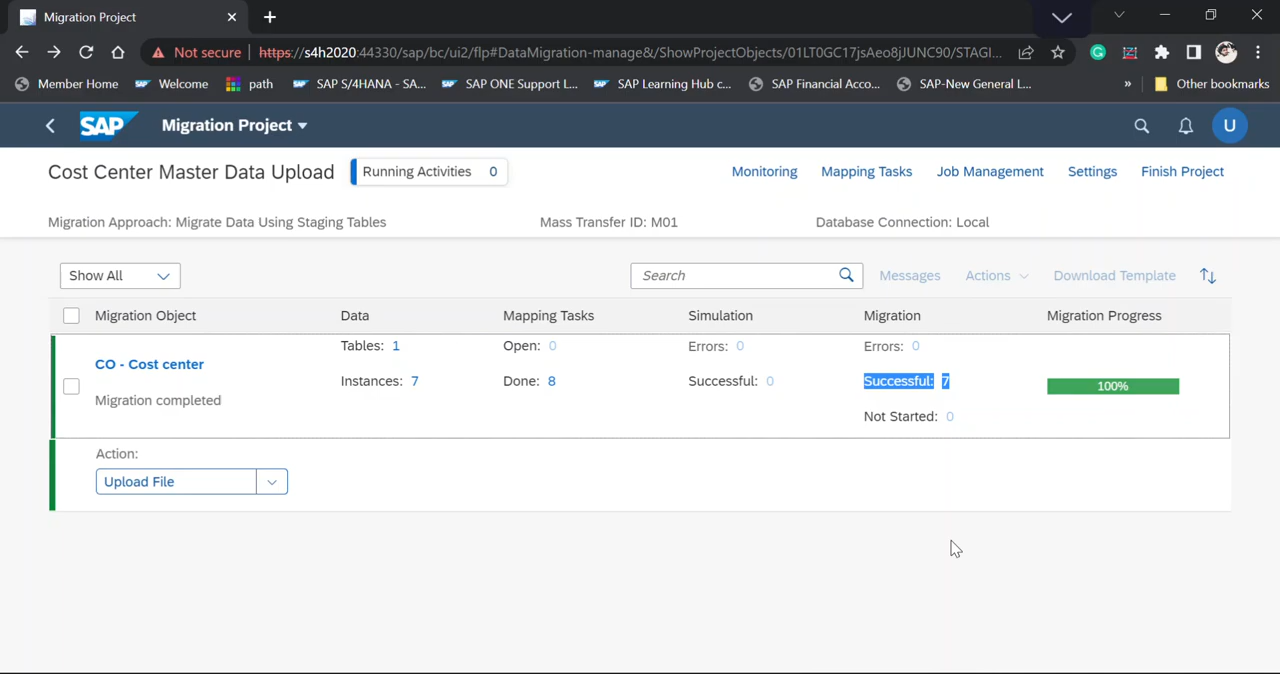 Migration Project
Not secure https://s4h2020:44330/sap/bc/ui2/flp#DataMigration-manage&/ShowProjectObjects/01LT0GC17jsAeo8jJUNC90/STAGI...
Member Home Welcome path SAP S/4HANA - SA... SAP ONE Support L... SAP Learning Hub c... SAP Financial Acco... SAP-New General L... » Other bookmarks
SAP Migration Project U
Cost Center Master Data Upload Running Activities 0 Monitoring Mapping Tasks Job Management Settings Finish Project
Migration Approach: Migrate Data Using Staging Tables Mass Transfer ID: M01 Database Connection: Local
Show All Search Messages Actions Download Template
Migration Object Data Mapping Tasks Simulation Migration Migration Progress
Tables: 1 Open: 0 Errors: 0 Errors: 0
CO - Cost center
Instances: 7 Done: 8 Successful: 0 Successful: 7 100%
Migration completed
Not Started: 0
Action:
Upload File